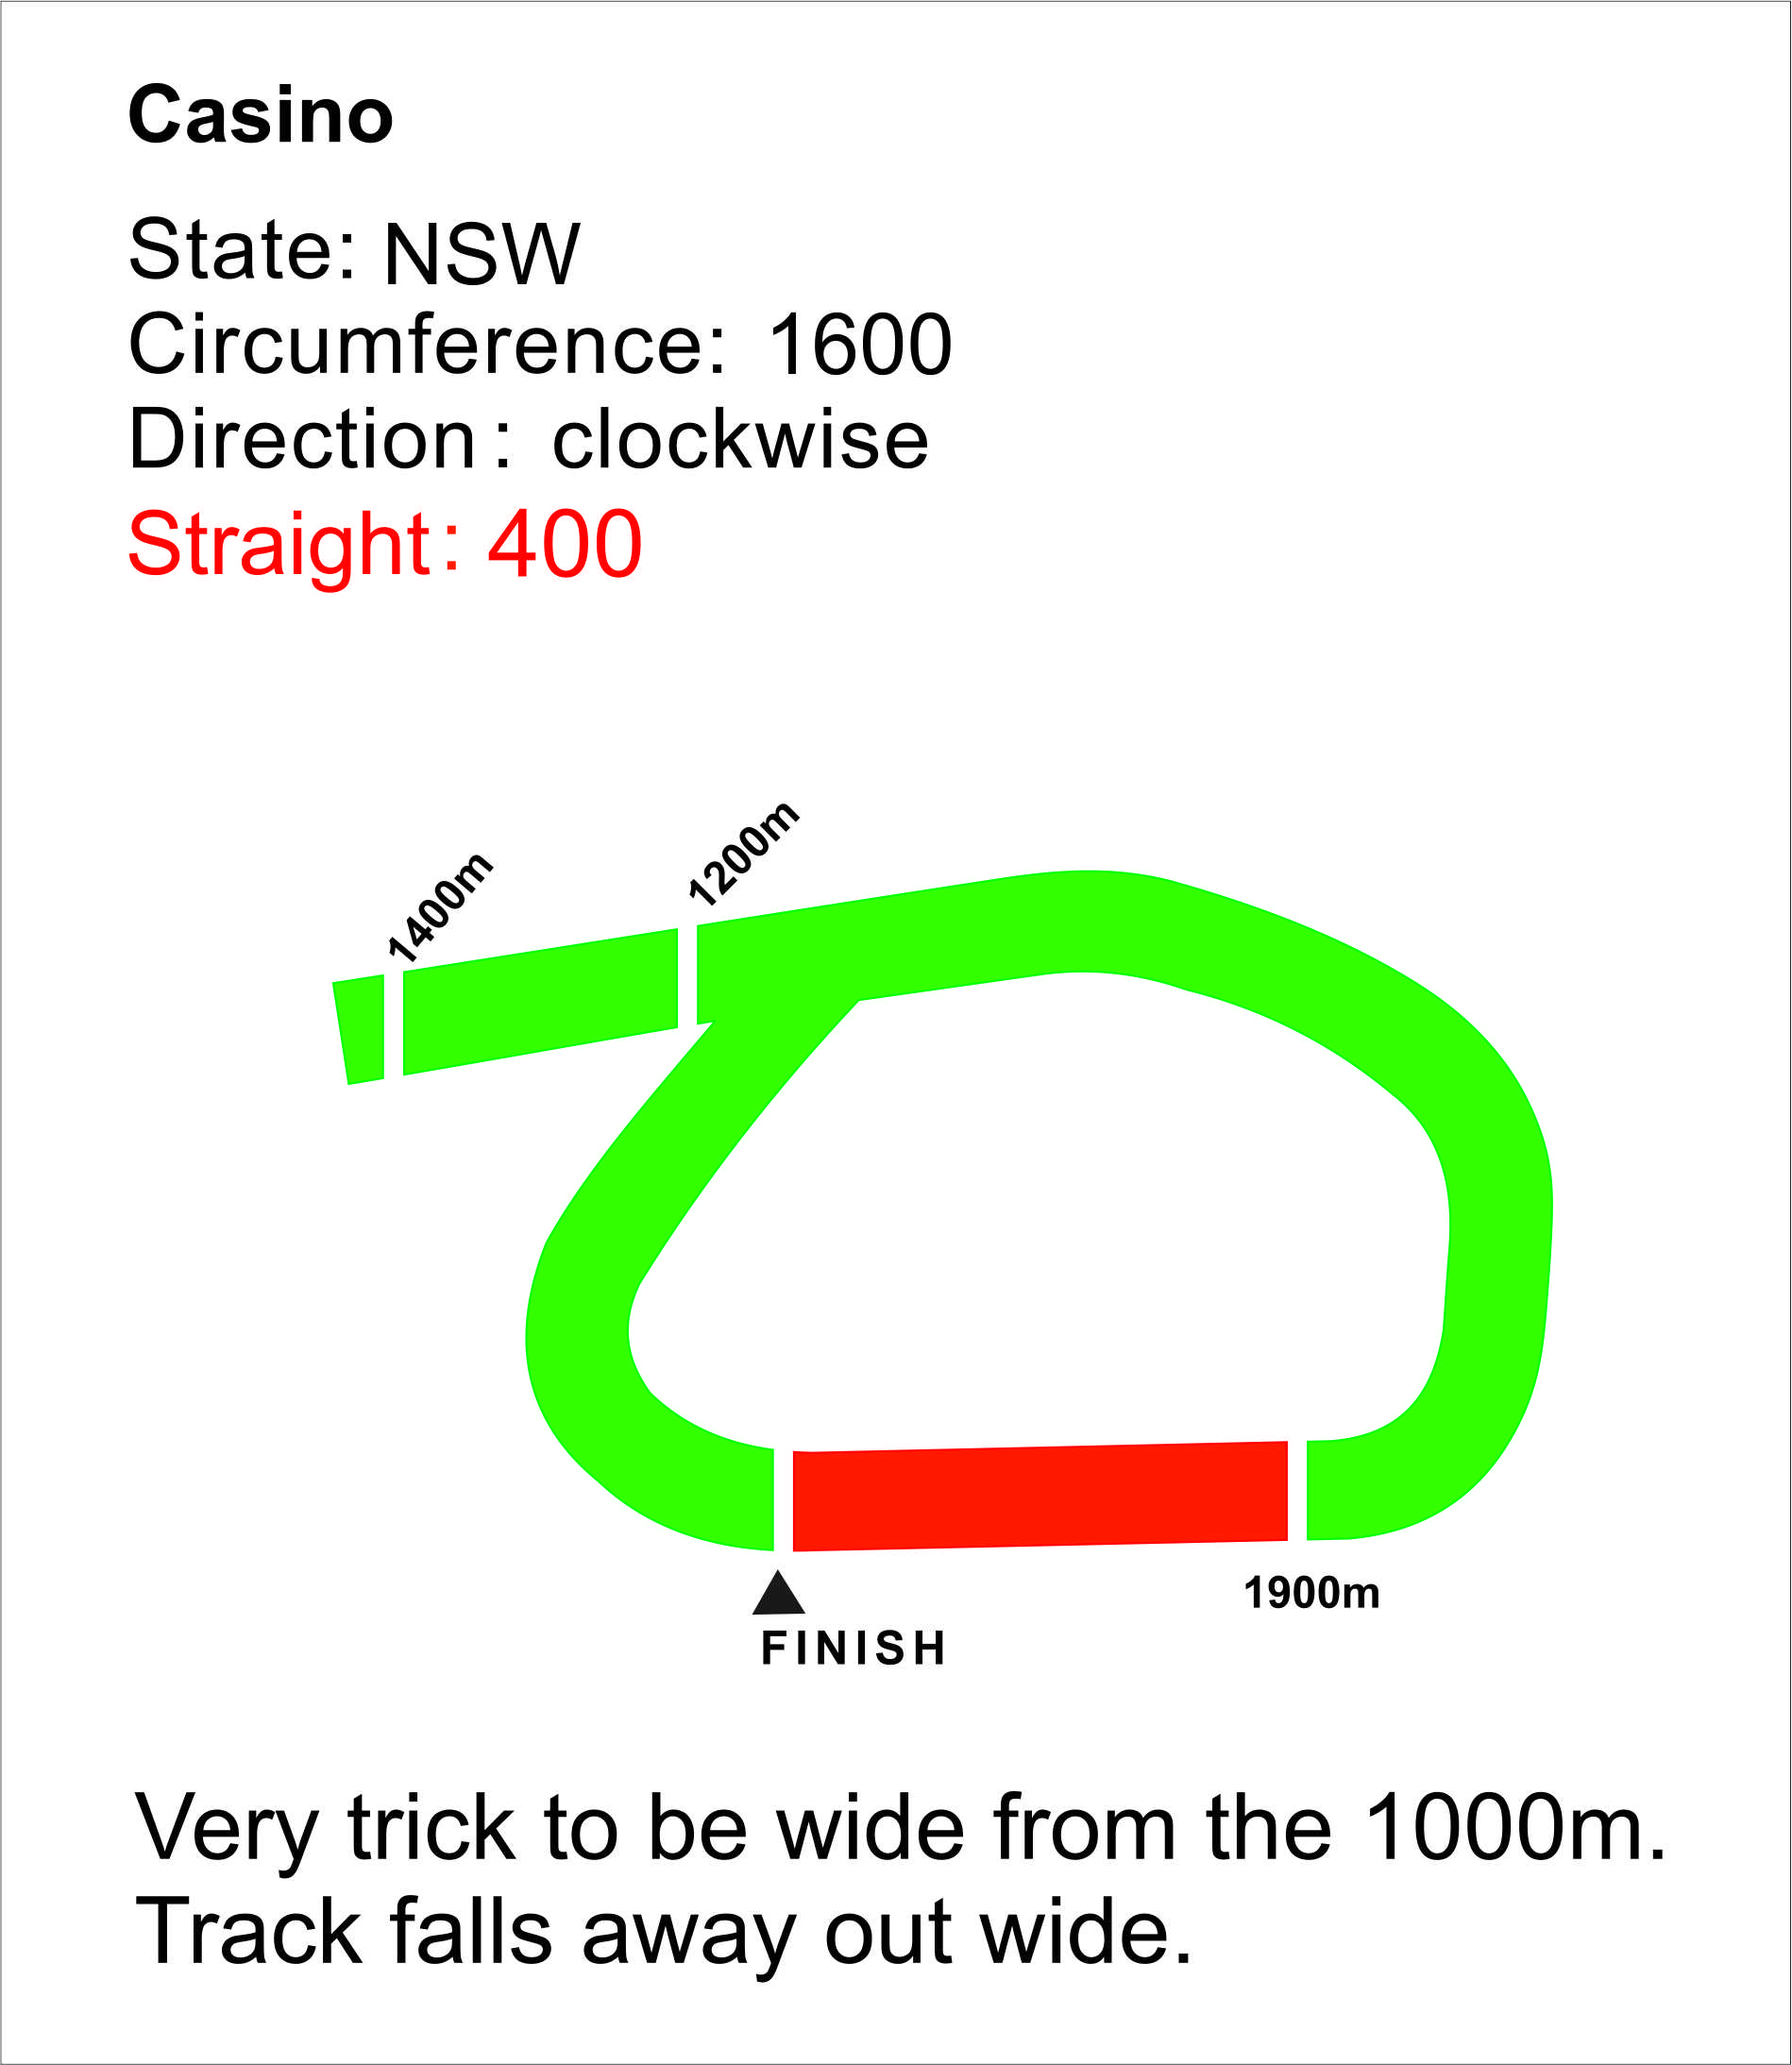 Casino
State: NSW
Circumference: 1600
Direction: clockwise
Straight: 400
1400m
1200m
1900m
FINISH
Very trick to be wide from the 1000m.
Track falls away out wide.